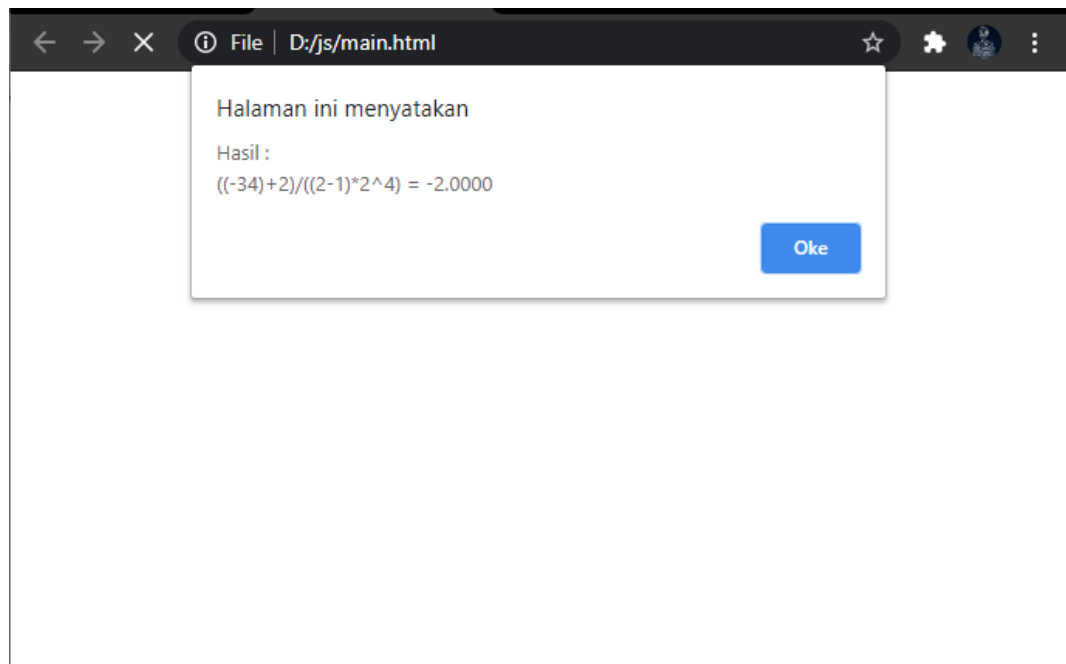 File | D:/js/main.html
Halaman ini menyatakan
Hasil :
((-34)+2)/((2-1)*2^4) = -2.0000
Oke